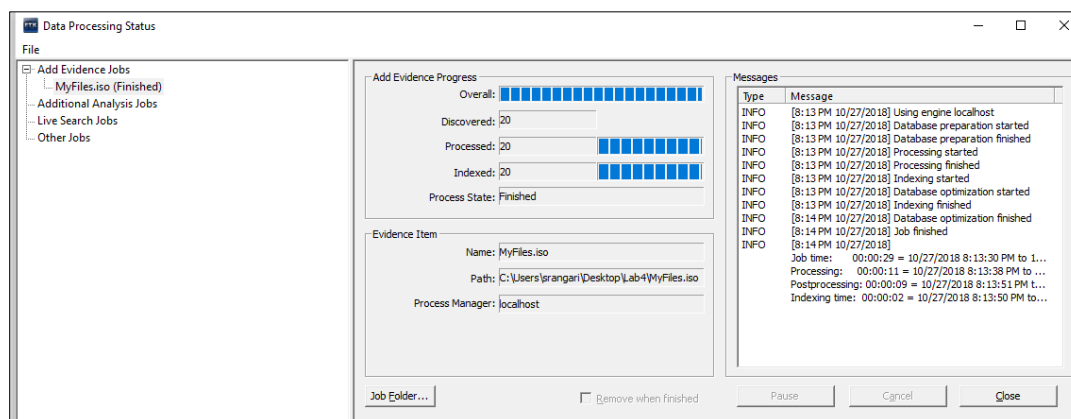 FTK Data Processing Status
File
Add Evidence Jobs
MyFiles.iso (Finished)
Additional Analysis Jobs
Live Search Jobs
Other Jobs
Add Evidence Progress
Overall:
Discovered: 20
Processed: 20
Indexed: 20
Process State: Finished
Evidence Item
Name: MyFiles.iso
Path: C:\Users\srangari\Desktop\Lab4\MyFiles.iso
Process Manager: localhost
Job Folder...
Remove when finished
Messages
Type Message
INFO [8:13 PM 10/27/2018] Using engine localhost
INFO [8:13 PM 10/27/2018] Database preparation started
INFO [8:13 PM 10/27/2018] Database preparation finished
INFO [8:13 PM 10/27/2018] Processing started
INFO [8:13 PM 10/27/2018] Processing finished
INFO [8:13 PM 10/27/2018] Indexing started
INFO [8:13 PM 10/27/2018] Database optimization started
INFO [8:13 PM 10/27/2018] Indexing finished
INFO [8:14 PM 10/27/2018] Database optimization finished
INFO [8:14 PM 10/27/2018] Job finished
INFO [8:14 PM 10/27/2018]
Job time: 00:00:29 = 10/27/2018 8:13:30 PM to 1...
Processing: 00:00:11 = 10/27/2018 8:13:38 PM to ...
Postprocessing: 00:00:09 = 10/27/2018 8:13:51 PM t...
Indexing time: 00:00:02 = 10/27/2018 8:13:50 PM to...
Pause
Cancel
Close